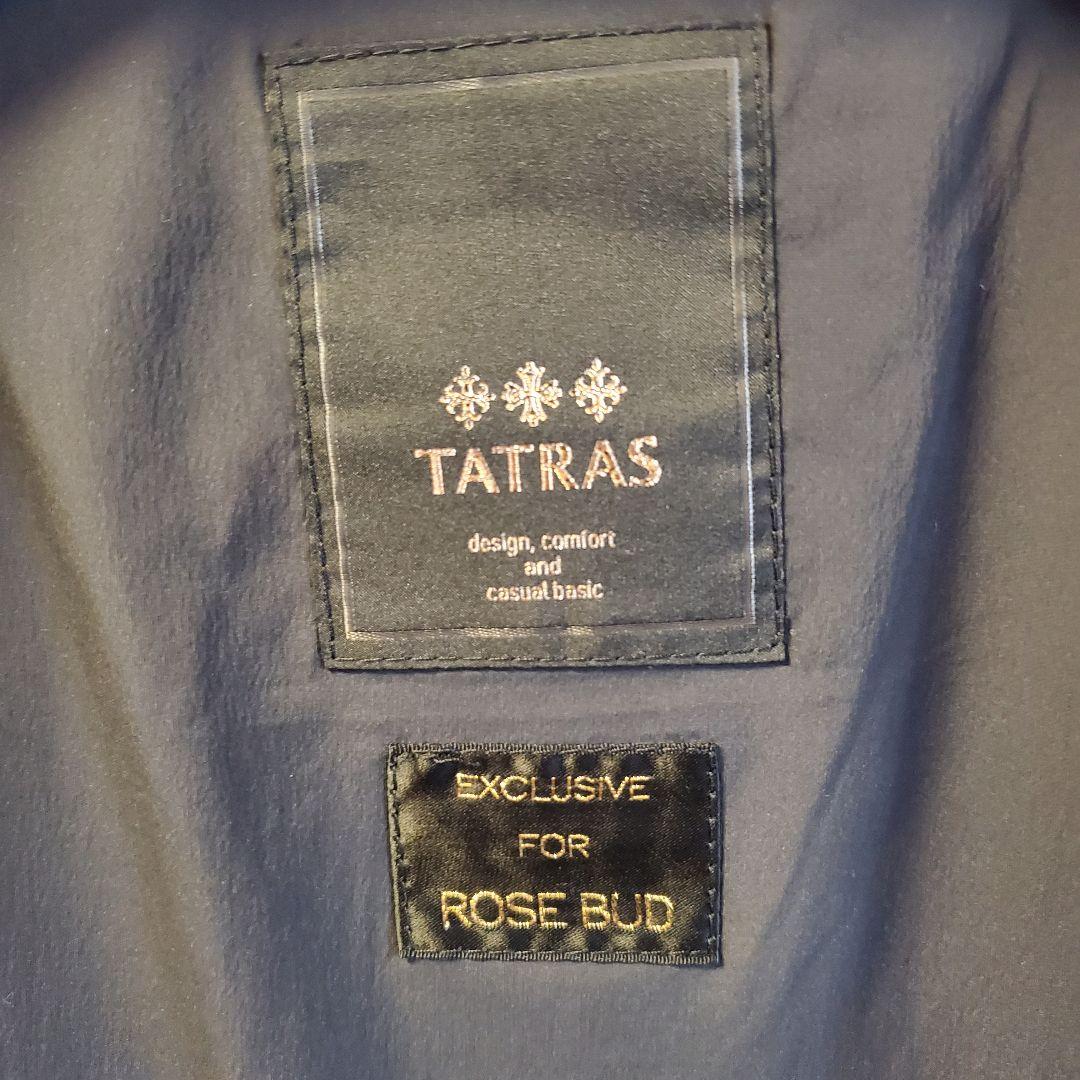 TATRAS
design, comfort
and
casual basic
EXCLUSIVE
FOR
ROSE BUD